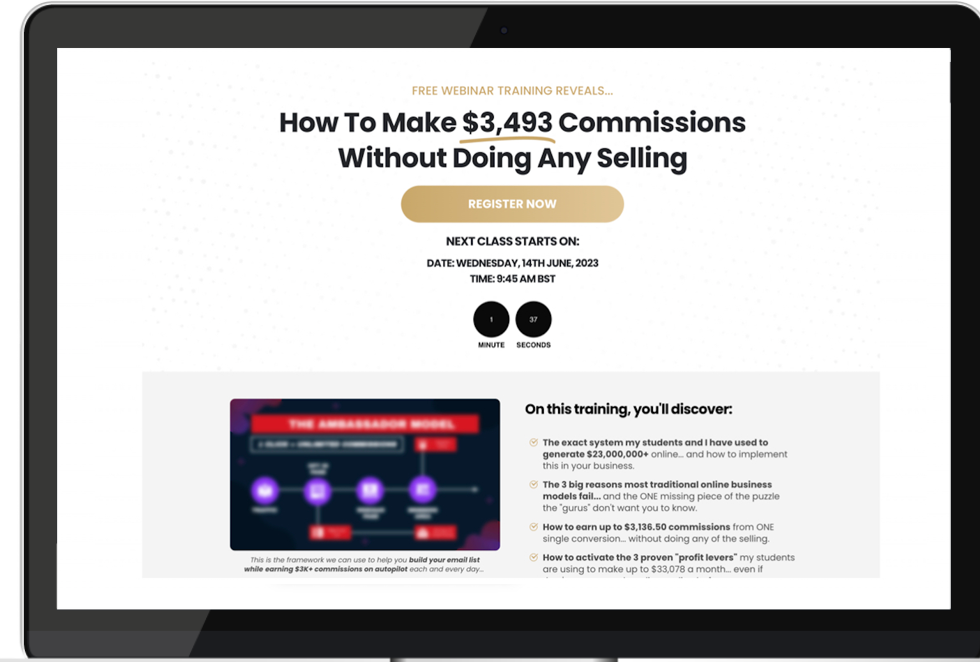 FREE WEBINAR TRAINING REVEALS...
How To Make $3,493 Commissions
Without Doing Any Selling
REGISTER NOW
NEXT CLASS STARTS ON:
DATE: WEDNESDAY, 14TH JUNE, 2023
TIME: 9:45 AM BST
1 37
MINUTE SECONDS
THE AMBASSADOR MODEL
1 CLICK = UNLIMITED COMMISSIONS
TRAFFIC
This is the framework we can use to help you build your email list
while earning $3K+ commissions on autopilot each and every day...
On this training, you'll discover:
The exact system my students and I have used to
generate $23,000,000+ online... and how to implement
this in your business.
The 3 big reasons most traditional online business
models fail... and the ONE missing piece of the puzzle
the "gurus" don't want you to know.
How to earn up to $3,136.50 commissions from ONE
single conversion... without doing any of the selling.
How to activate the 3 proven "profit levers" my students
are using to make up to $33,078 a month... even if